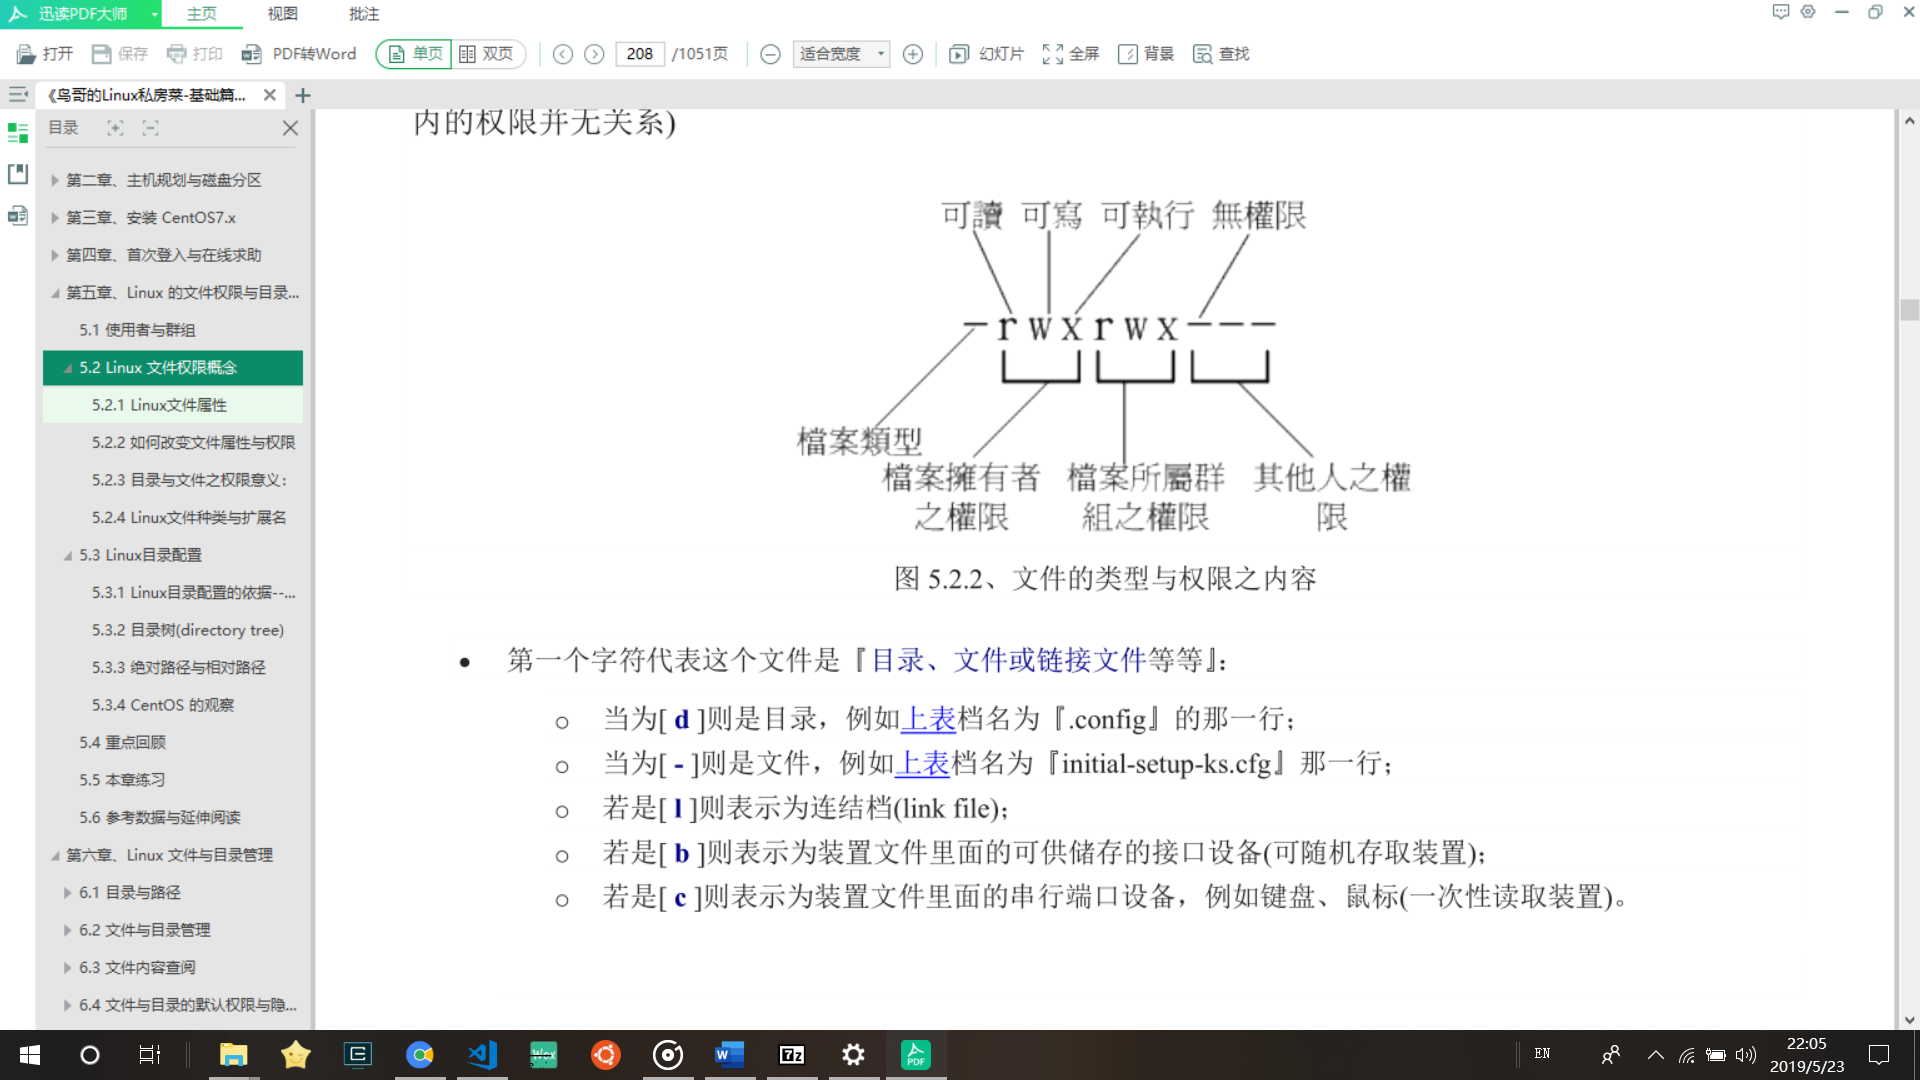 迅读PDF大师 主页 视图 批注
打开 保存 打印 PDF转Word 单页 双页 208 /1051页 适合宽度 幻灯片 全屏 背景 查找
《鸟哥的Linux私房菜-基础篇...
目录
第二章、主机规划与磁盘分区
第三章、安装 CentOS7.x
第四章、首次登入与在线求助
第五章、Linux 的文件权限与目录...
5.1 使用者与群组
5.2 Linux 文件权限概念
5.2.1 Linux文件属性
5.2.2 如何改变文件属性与权限
5.2.3 目录与文件之权限意义:
5.2.4 Linux文件种类与扩展名
5.3 Linux目录配置
5.3.1 Linux目录配置的依据--...
5.3.2 目录树(directory tree)
5.3.3 绝对路径与相对路径
5.3.4 CentOS 的观察
5.4 重点回顾
5.5 本章练习
5.6 参考数据与延伸阅读
第六章、Linux 文件与目录管理
6.1 目录与路径
6.2 文件与目录管理
6.3 文件内容查阅
6.4 文件与目录的默认权限与隐...
内的权限并无关系)
可讀 可寫 可執行 無權限
-rwxrwx---
檔案類型
檔案擁有者之權限
檔案所屬群組之權限
其他人之權限
图 5.2.2、文件的类型与权限之内容
● 第一个字符代表这个文件是『目录、文件或链接文件等等』：
o 当为[ d ]则是目录，例如上表档名为『.config』的那一行；
o 当为[ - ]则是文件，例如上表档名为『initial-setup-ks.cfg』那一行；
o 若是[ l ]则表示为连结档(link file)；
o 若是[ b ]则表示为装置文件里面的可供储存的接口设备(可随机存取装置)；
o 若是[ c ]则表示为装置文件里面的串行端口设备，例如键盘、鼠标(一次性读取装置)。
Wox W 7z PDF EN
22:05
2019/5/23